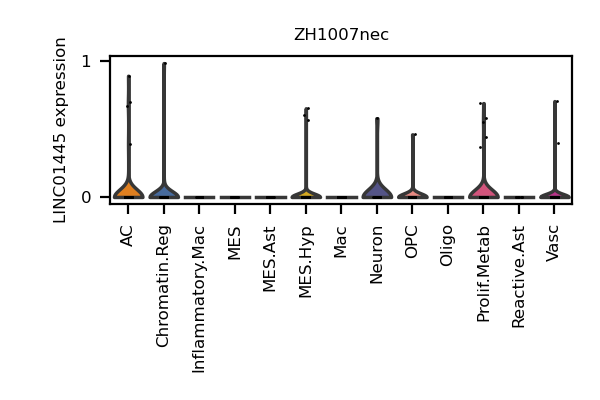 ZH1007nec
LINC01445 expression
1
0
AC
Chromatin.Reg
Inflammatory.Mac
MES
MES.Ast
MES.Hyp
Mac
Neuron
OPC
Oligo
Prolif.Metab
Reactive.Ast
Vasc